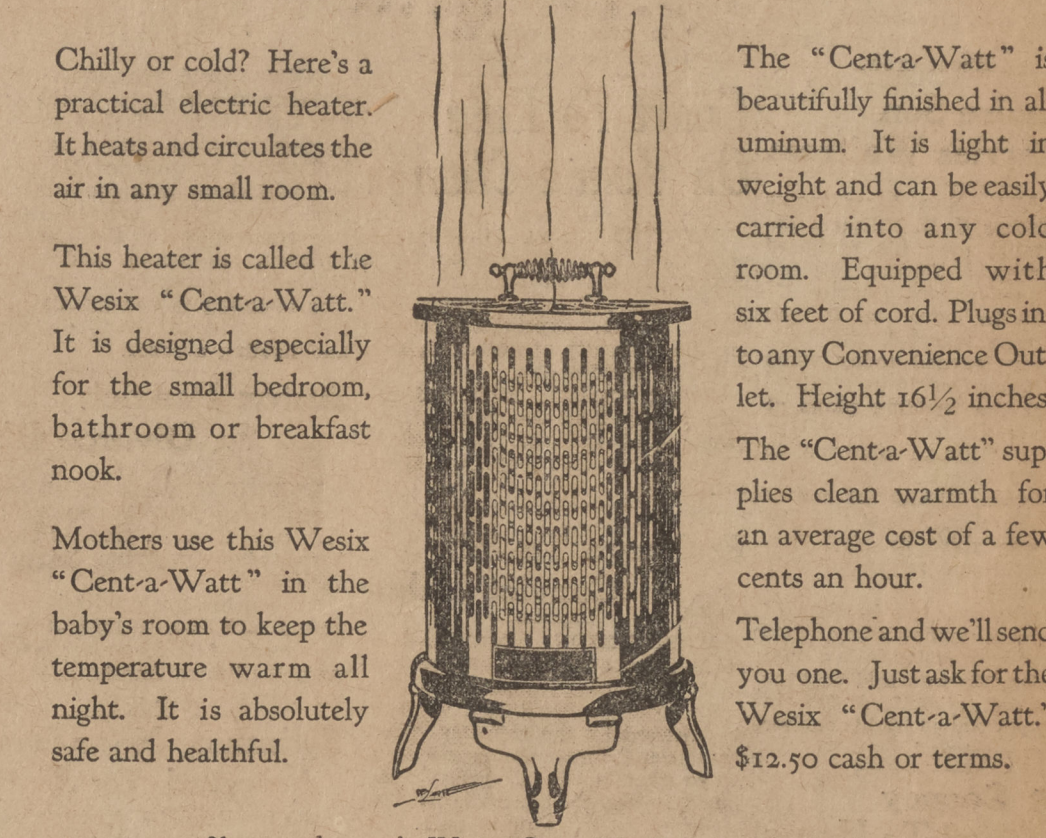 Chilly or cold? Here's a
practical electric heater.
It heats and circulates the
air in any small room.
This heater is called the
Wesix "Cent-a-Watt."
It is designed especially
for the small bedroom,
bathroom or breakfast
nook.
Mothers use this Wesix
"Cent-a-Watt" in the
baby's room to keep the
temperature warm all
night. It is absolutely
safe and healthful.
The "Cent-a-Watt" is
beautifully finished in al
uminum. It is light in
weight and can be easily
carried into any cold
room. Equipped with
six feet of cord. Plugs in
to any Convenience Out
let. Height 16½ inches
The "Cent-a-Watt" sup
plies clean warmth for
an average cost of a few
cents an hour.
Telephone and we'll send
you one. Just ask for the
Wesix "Cent-a-Watt."
$12.50 cash or terms.